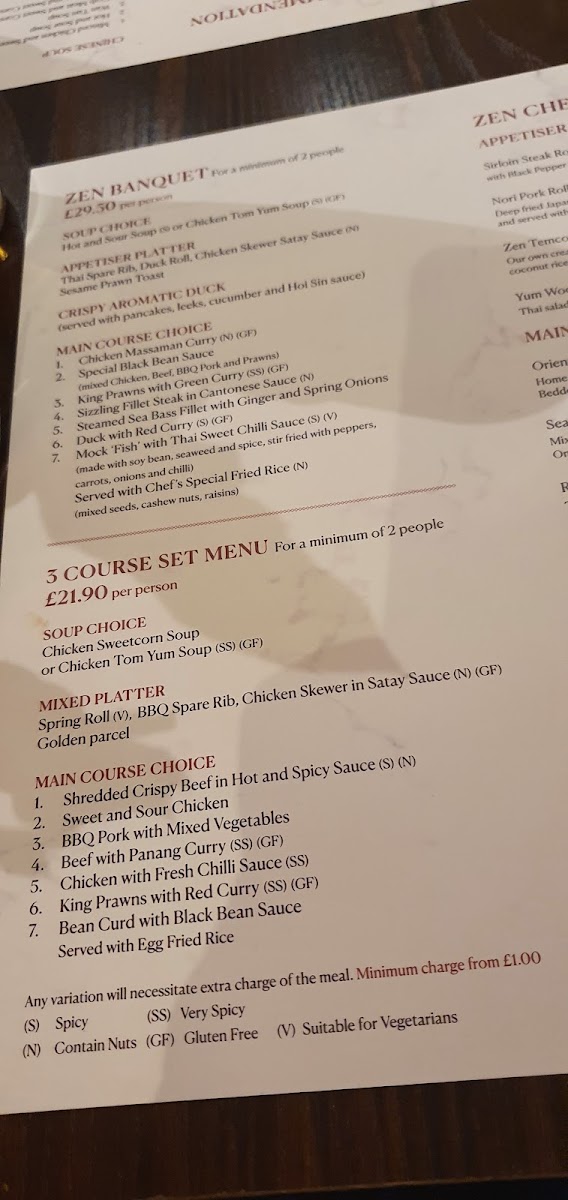 CHINESE SOUP
ZEN BANQUET For a minimum of 2 people
£29.50 per person
SOUP CHOICE
Hot and Sour Soup (S) or Chicken Tom Yum Soup (S) (GF)
APPETISER PLATTER
Thai Spare Rib, Duck Roll, Chicken Skewer Satay Sauce (N)
Sesame Prawn Toast
CRISPY AROMATIC DUCK
(served with pancakes, leeks, cucumber and Hoi Sin sauce)
MAIN COURSE CHOICE
1. Chicken Massaman Curry (N) (GF)
2. Special Black Bean Sauce
(mixed Chicken, Beef, BBQ Pork and Prawns)
3. King Prawns with Green Curry (SS) (GF)
4. Sizzling Fillet Steak in Cantonese Sauce (N)
5. Steamed Sea Bass Fillet with Ginger and Spring Onions
6. Duck with Red Curry (S) (GF)
7. Mock 'Fish' with Thai Sweet Chilli Sauce (S) (V)
(made with soy bean, seaweed and spice, stir fried with peppers,
carrots, onions and chilli)
Served with Chef's Special Fried Rice (N)
(mixed seeds, cashew nuts, raisins)
3 COURSE SET MENU For a minimum of 2 people
£21.90 per person
SOUP CHOICE
Chicken Sweetcorn Soup
or Chicken Tom Yum Soup (SS) (GF)
MIXED PLATTER
Spring Roll (V), BBQ Spare Rib, Chicken Skewer in Satay Sauce (N) (GF)
Golden parcel
MAIN COURSE CHOICE
1. Shredded Crispy Beef in Hot and Spicy Sauce (S) (N)
2. Sweet and Sour Chicken
3. BBQ Pork with Mixed Vegetables
4. Beef with Panang Curry (SS) (GF)
5. Chicken with Fresh Chilli Sauce (SS)
6. King Prawns with Red Curry (SS) (GF)
7. Bean Curd with Black Bean Sauce
Served with Egg Fried Rice
Any variation will necessitate extra charge of the meal. Minimum charge from £1.00
(S) Spicy (SS) Very Spicy
(N) Contain Nuts (GF) Gluten Free (V) Suitable for Vegetarians
ZEN CHE
APPETISER
Sirloin Steak Ro
with Black Pepper
Nori Pork Roll
Deep fried Japa
and served with
Zen Temco
Our own crea
coconut rice
Yum Woo
Thai salad
MAIN
Orien
Home
Bedde
Sea
Mix